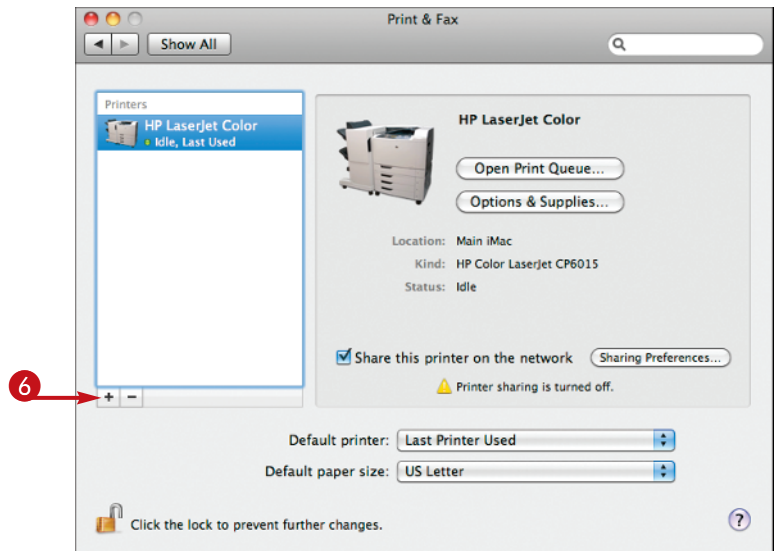 Print & Fax
Show All
Printers
HP LaserJet Color
Idle, Last Used
HP LaserJet Color
Open Print Queue...
Options & Supplies...
Location: Main iMac
Kind: HP Color LaserJet CP6015
Status: Idle
Share this printer on the network
Sharing Preferences...
Printer sharing is turned off.
6
+ −
Default printer: Last Printer Used
Default paper size: US Letter
Click the lock to prevent further changes.
?